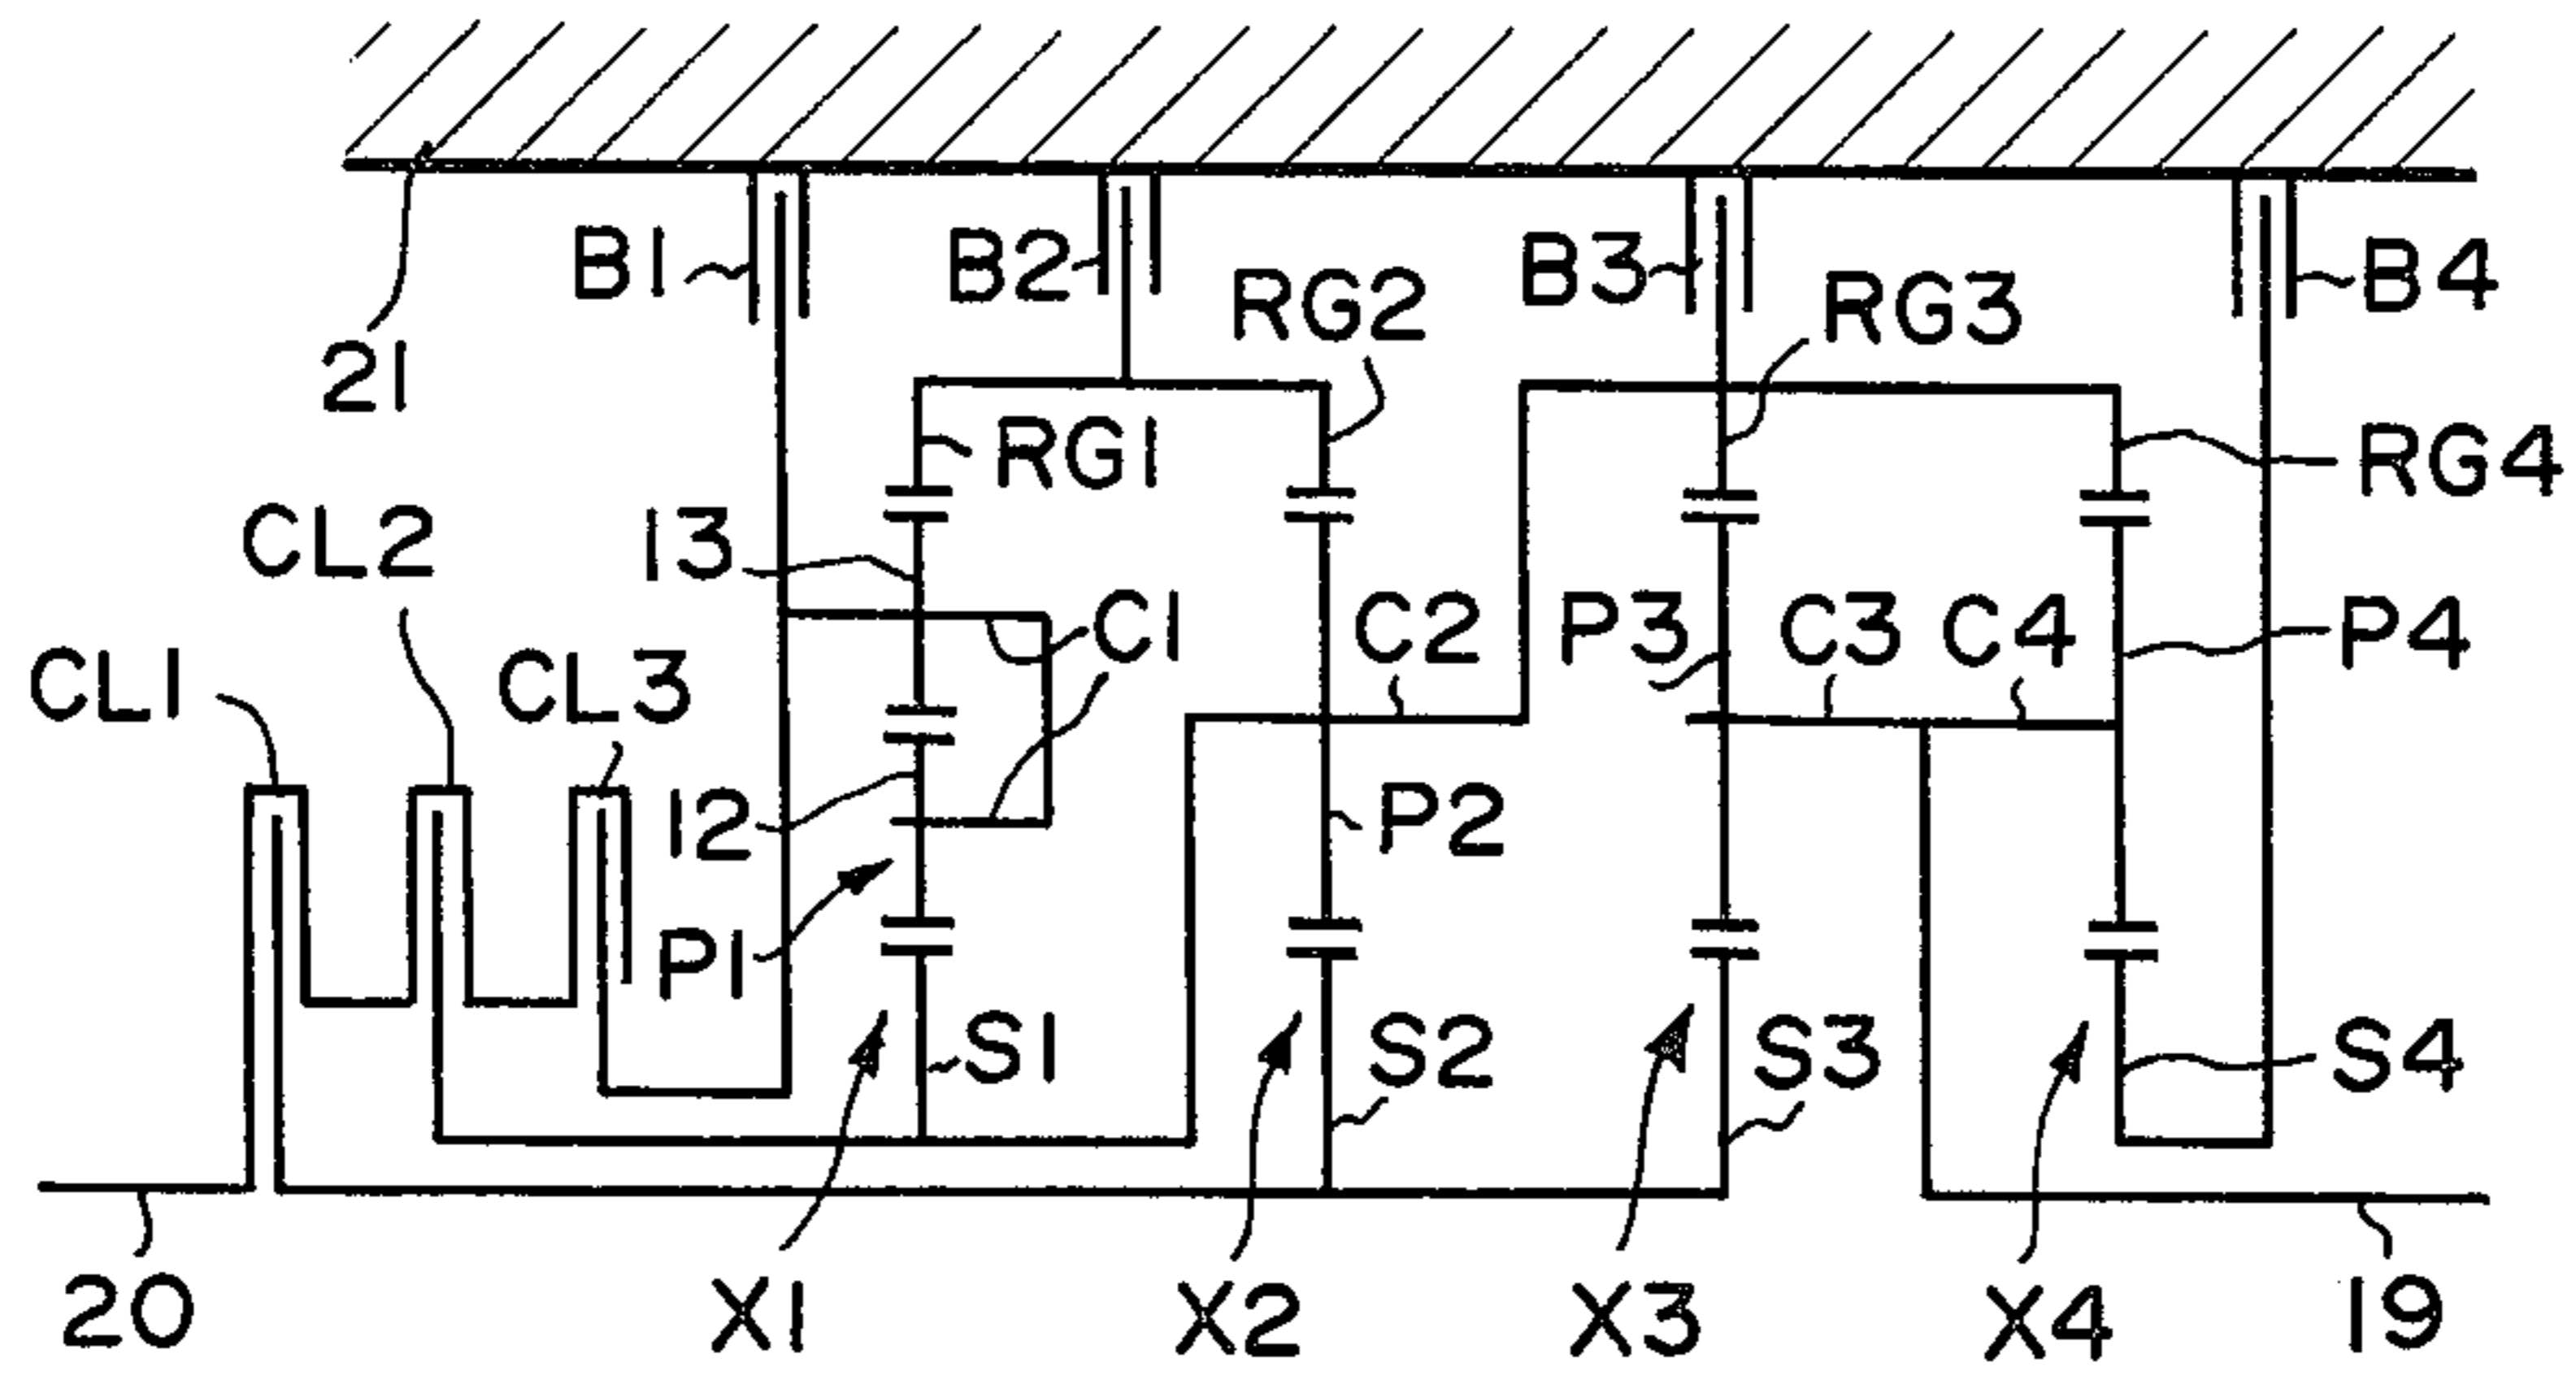 B1 B2 B3 B4
RG2 RG3
21
RG1 RG4
CL2 13
C1 C2 P3 C3 C4 P4
CL1 CL3
12 P2
P1
S1 S2 S3 S4
20 X1 X2 X3 X4 19